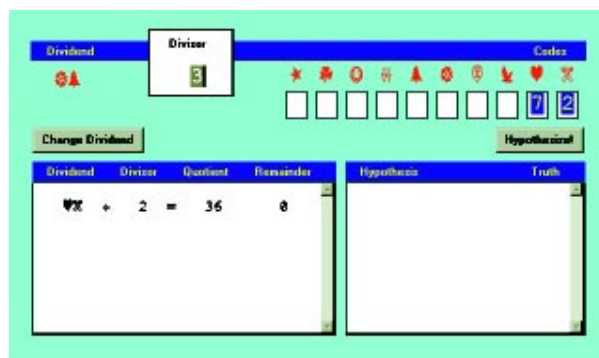 Dividend Divisor Codes
3
7 2
Change Dividend Hypothesize!
Dividend Divisor Quotient Remainder
÷ 2 = 36 0
Hypothesis Truth